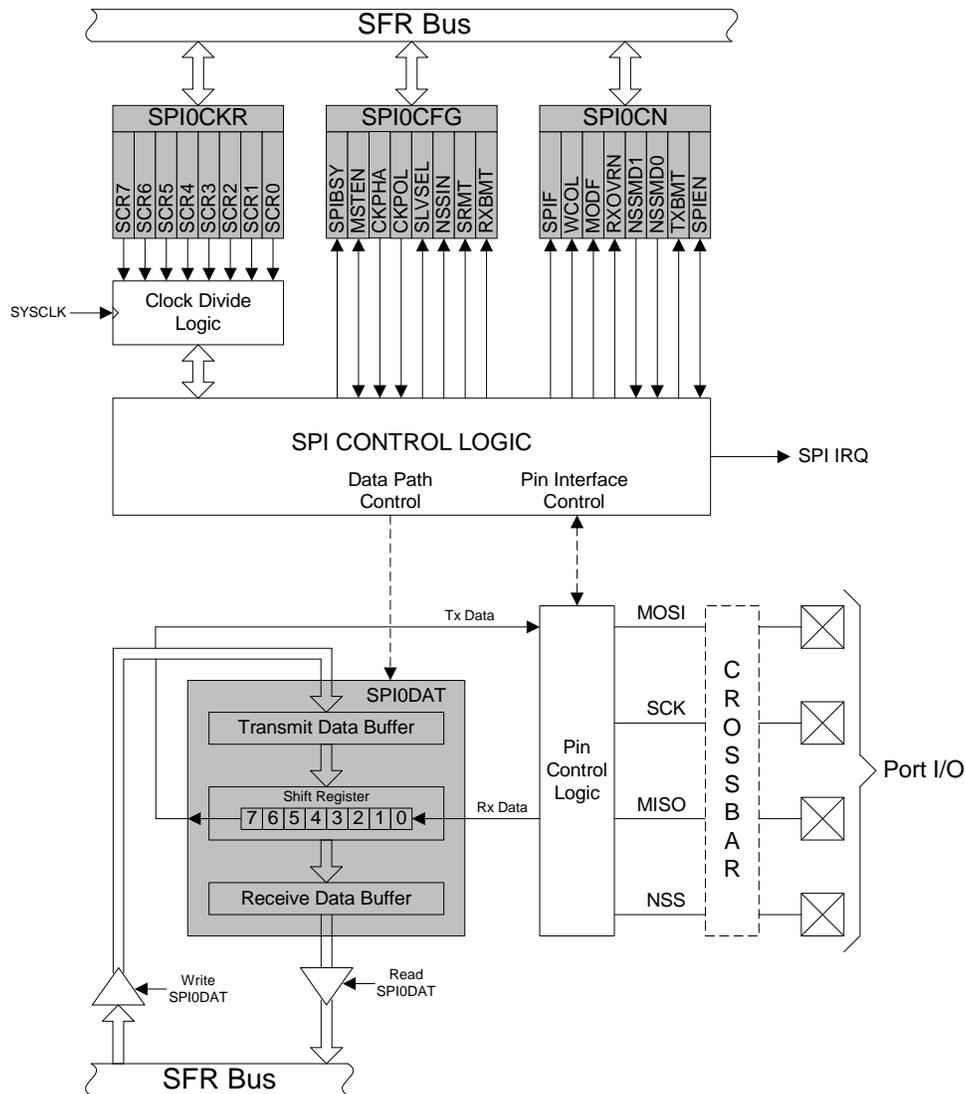 SFR Bus
SPI0CKR
SPI0CFG
SPI0CN
SCR7
SCR6
SCR5
SCR4
SCR3
SCR2
SCR1
SCR0
SPIBSY
MSTEN
CKPHA
CKPOL
SLVSEL
NSSIN
SRMT
RXBMT
SPIF
WCOL
MODF
RXOVRN
NSSMD1
NSSMD0
TXBMT
SPIEN
SYSCLK
Clock Divide
Logic
SPI CONTROL LOGIC
Data Path
Control
Pin Interface
Control
SPI IRQ
Tx Data
MOSI
SPI0DAT
Transmit Data Buffer
SCK
Shift Register
7 6 5 4 3 2 1 0
Rx Data
Pin
Control
Logic
MISO
Receive Data Buffer
NSS
CROSSBAR
Port I/O
Write
SPI0DAT
Read
SPI0DAT
SFR Bus